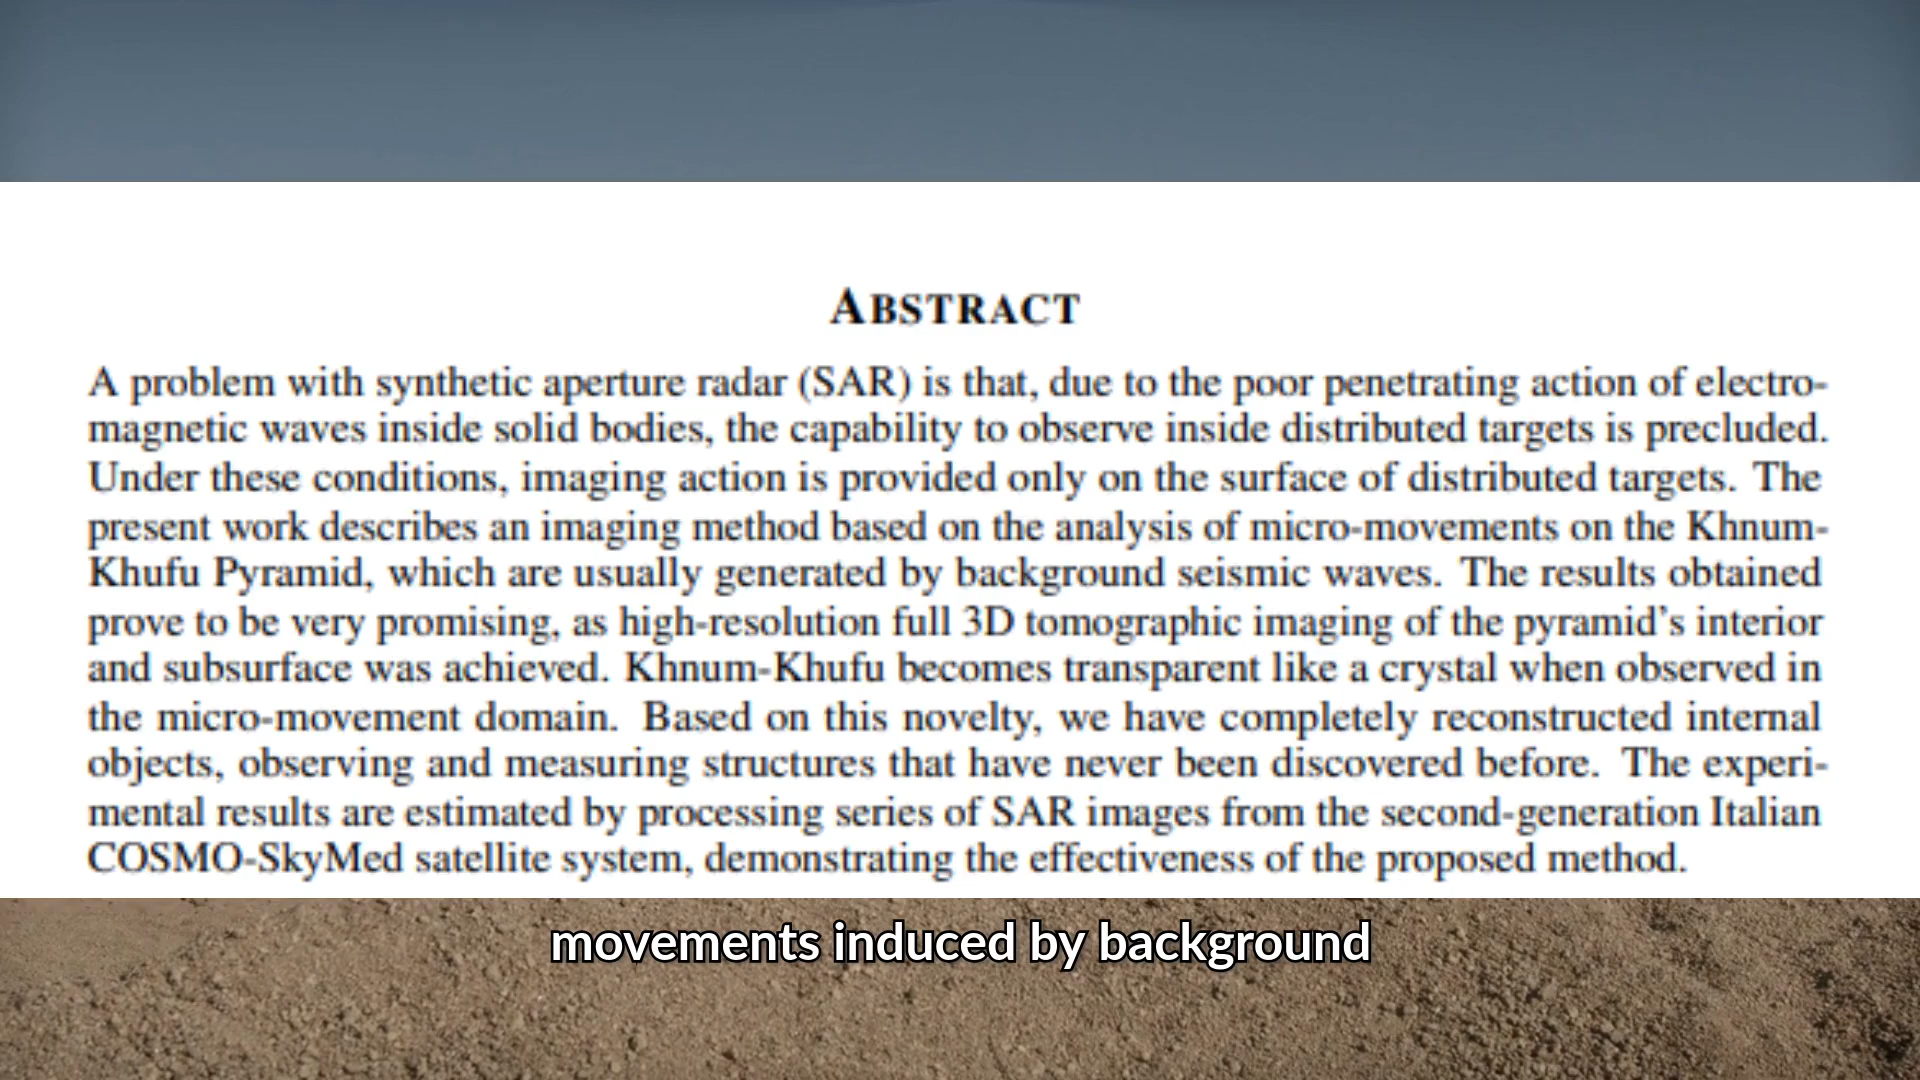 ABSTRACT
A problem with synthetic aperture radar (SAR) is that, due to the poor penetrating action of electro-
magnetic waves inside solid bodies, the capability to observe inside distributed targets is precluded.
Under these conditions, imaging action is provided only on the surface of distributed targets. The
present work describes an imaging method based on the analysis of micro-movements on the Khnum-
Khufu Pyramid, which are usually generated by background seismic waves. The results obtained
prove to be very promising, as high-resolution full 3D tomographic imaging of the pyramid's interior
and subsurface was achieved. Khnum-Khufu becomes transparent like a crystal when observed in
the micro-movement domain. Based on this novelty, we have completely reconstructed internal
objects, observing and measuring structures that have never been discovered before. The experi-
mental results are estimated by processing series of SAR images from the second-generation Italian
COSMO-SkyMed satellite system, demonstrating the effectiveness of the proposed method.
movements induced by background